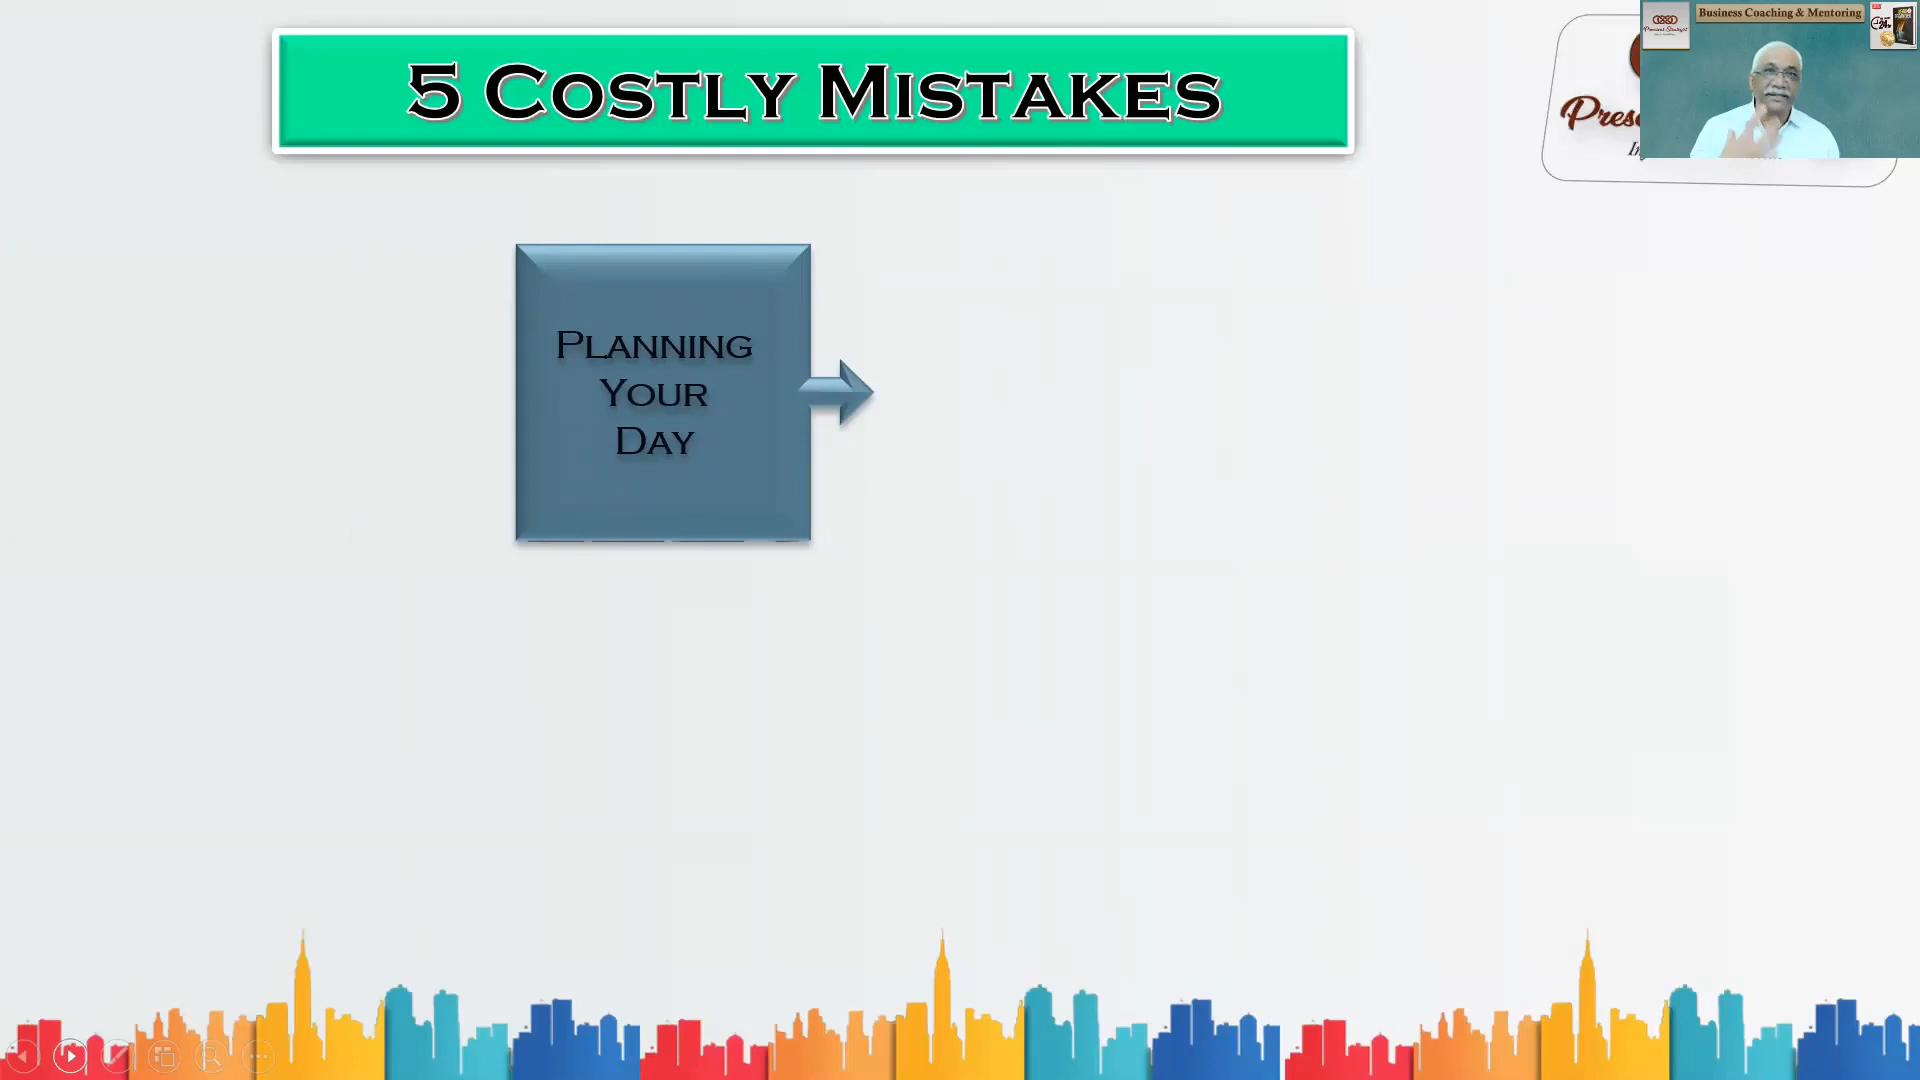 5 Costly Mistakes
Business Coaching & Mentoring
Planning
Your
Day